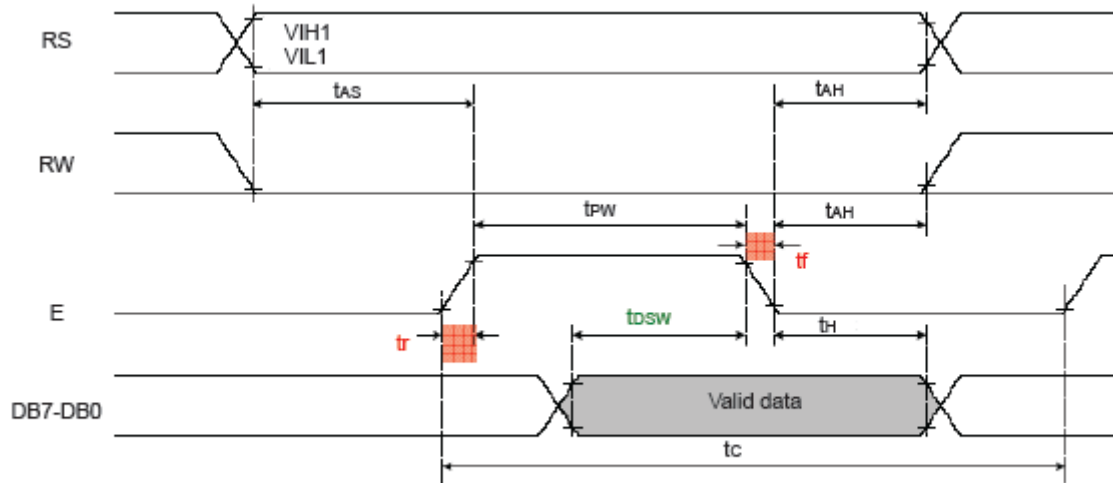 RS
VIH1
VIL1
tAS
tAH
RW
tPW
tAH
tf
E
tDSW
tH
tr
DB7-DB0
Valid data
tC